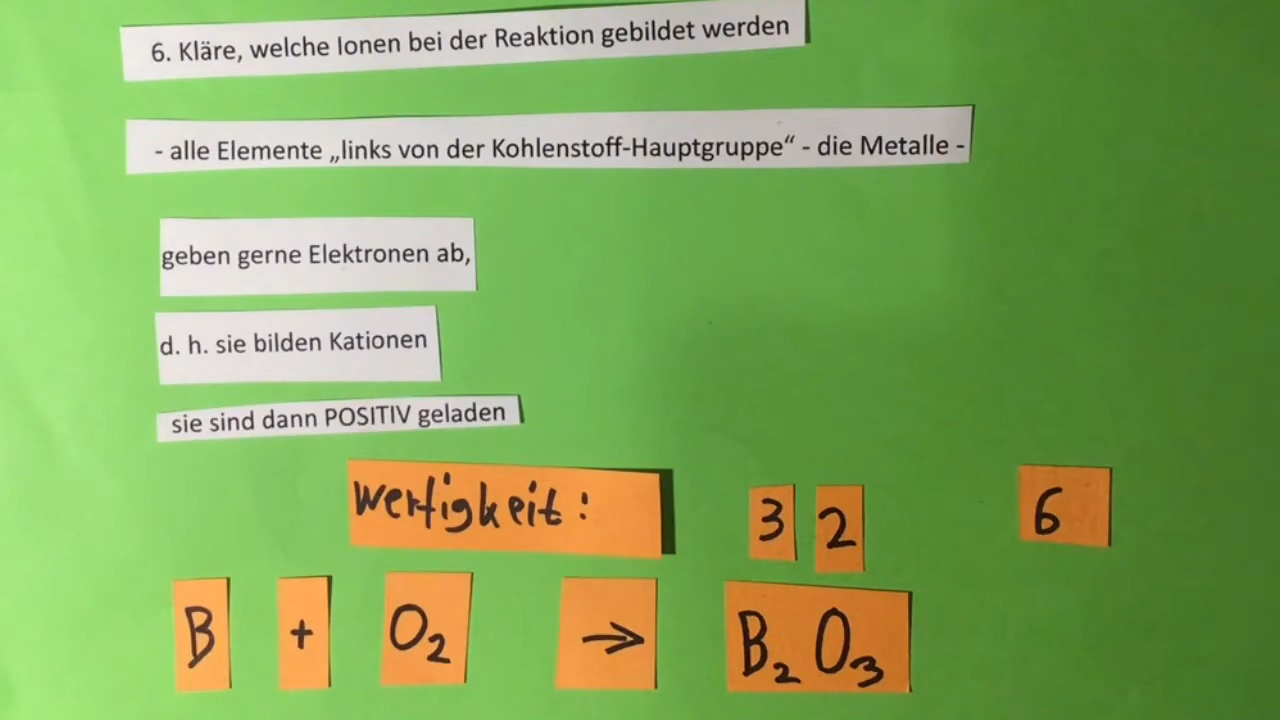 6. Kläre, welche Ionen bei der Reaktion gebildet werden
- alle Elemente „links von der Kohlenstoff-Hauptgruppe“ - die Metalle -
geben gerne Elektronen ab,
d. h. sie bilden Kationen
sie sind dann POSITIV geladen
Wertigkeit: 3 2 6
B + O₂ → B₂O₃